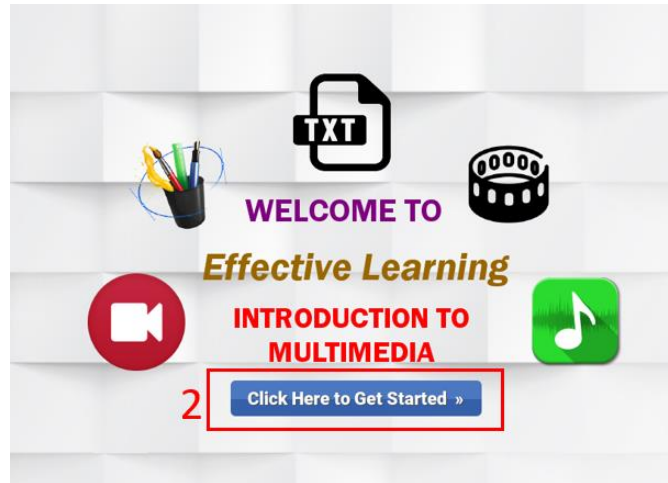 TXT
WELCOME TO
Effective Learning
INTRODUCTION TO
MULTIMEDIA
2
Click Here to Get Started »